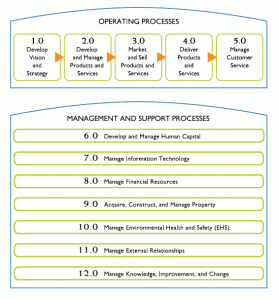 OPERATING PROCESSES
1.0
Develop
Vision
and
Strategy
2.0
Develop
and Manage
Products and
Services
3.0
Market
and Sell
Products and
Services
4.0
Deliver
Products
and
Services
5.0
Manage
Customer
Service
MANAGEMENT AND SUPPORT PROCESSES
6.0 Develop and Manage Human Capital
7.0 Manage Information Technology
8.0 Manage Financial Resources
9.0 Acquire, Construct, and Manage Property
10.0 Manage Environmental Health and Safety (EHS)
11.0 Manage External Relationships
12.0 Manage Knowledge, Improvement, and Change